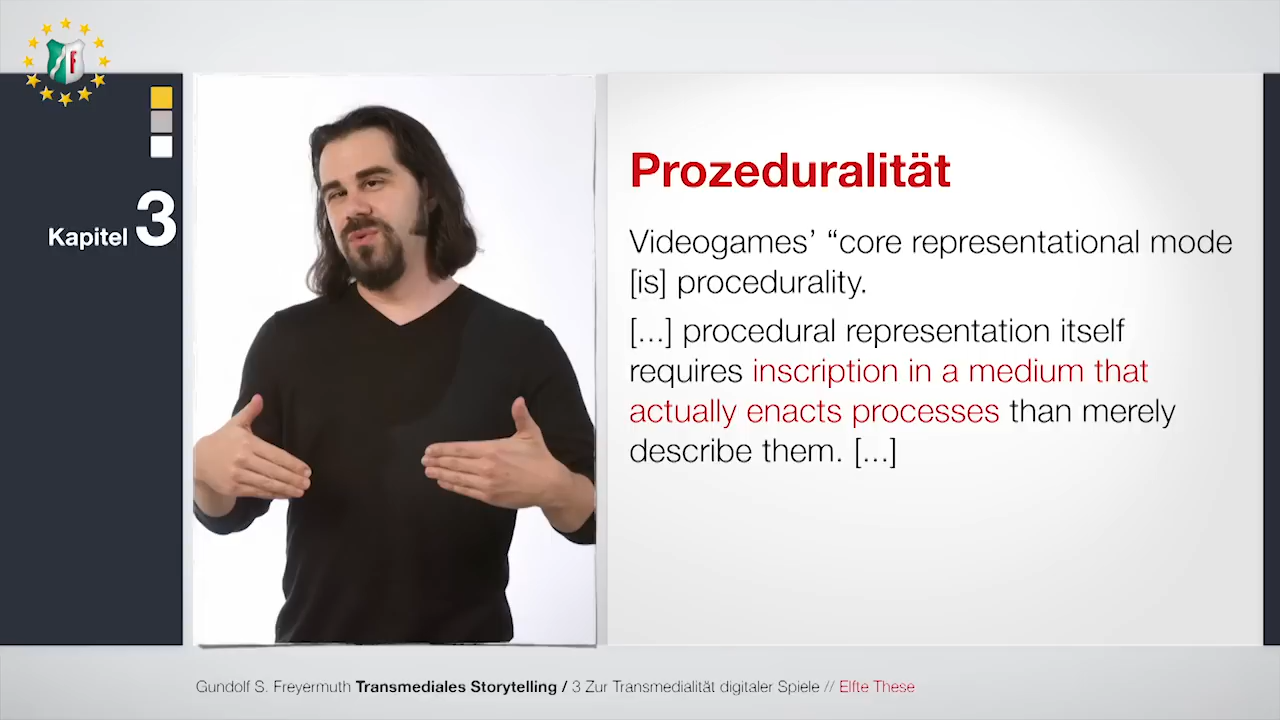 F
Kapitel 3
Prozeduralität
Videogames’ “core representational mode
[is] procedurality.
[...] procedural representation itself
requires inscription in a medium that
actually enacts processes than merely
describe them. [...]
Gundolf S. Freyermuth Transmediales Storytelling / 3 Zur Transmedialität digitaler Spiele // Elfte These